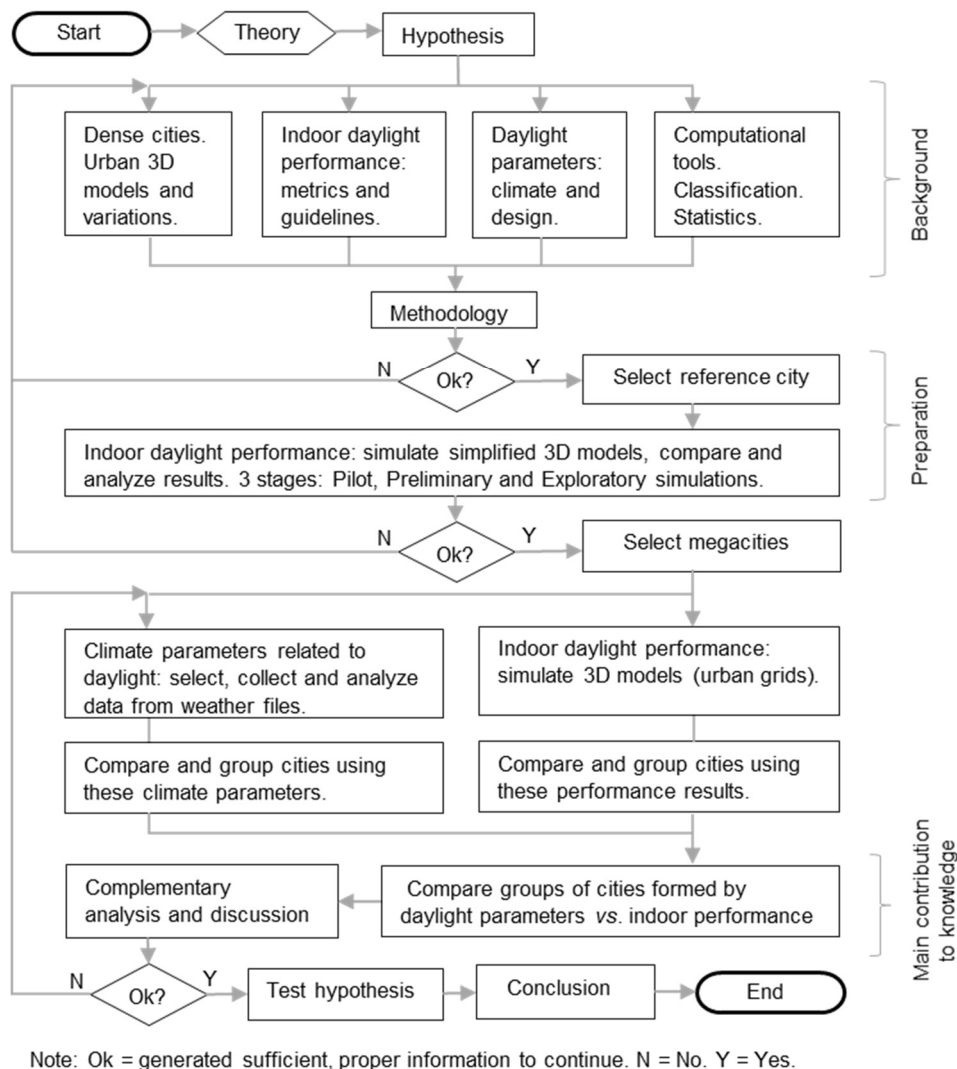 Start
Theory
Hypothesis
Dense cities.
Urban 3D
models and
variations.
Indoor daylight
performance:
metrics and
guidelines.
Daylight
parameters:
climate and
design.
Computational
tools.
Classification.
Statistics.
Background
Methodology
N
Ok?
Y
Select reference city
Indoor daylight performance: simulate simplified 3D models, compare and
analyze results. 3 stages: Pilot, Preliminary and Exploratory simulations.
Preparation
N
Ok?
Y
Select megacities
Climate parameters related to
daylight: select, collect and analyze
data from weather files.
Indoor daylight performance:
simulate 3D models (urban grids).
Compare and group cities using
these climate parameters.
Compare and group cities using
these performance results.
Complementary
analysis and discussion
Compare groups of cities formed by
daylight parameters vs. indoor performance
Main contribution
to knowledge
N
Ok?
Y
Test hypothesis
Conclusion
End
Note: Ok = generated sufficient, proper information to continue. N = No. Y = Yes.